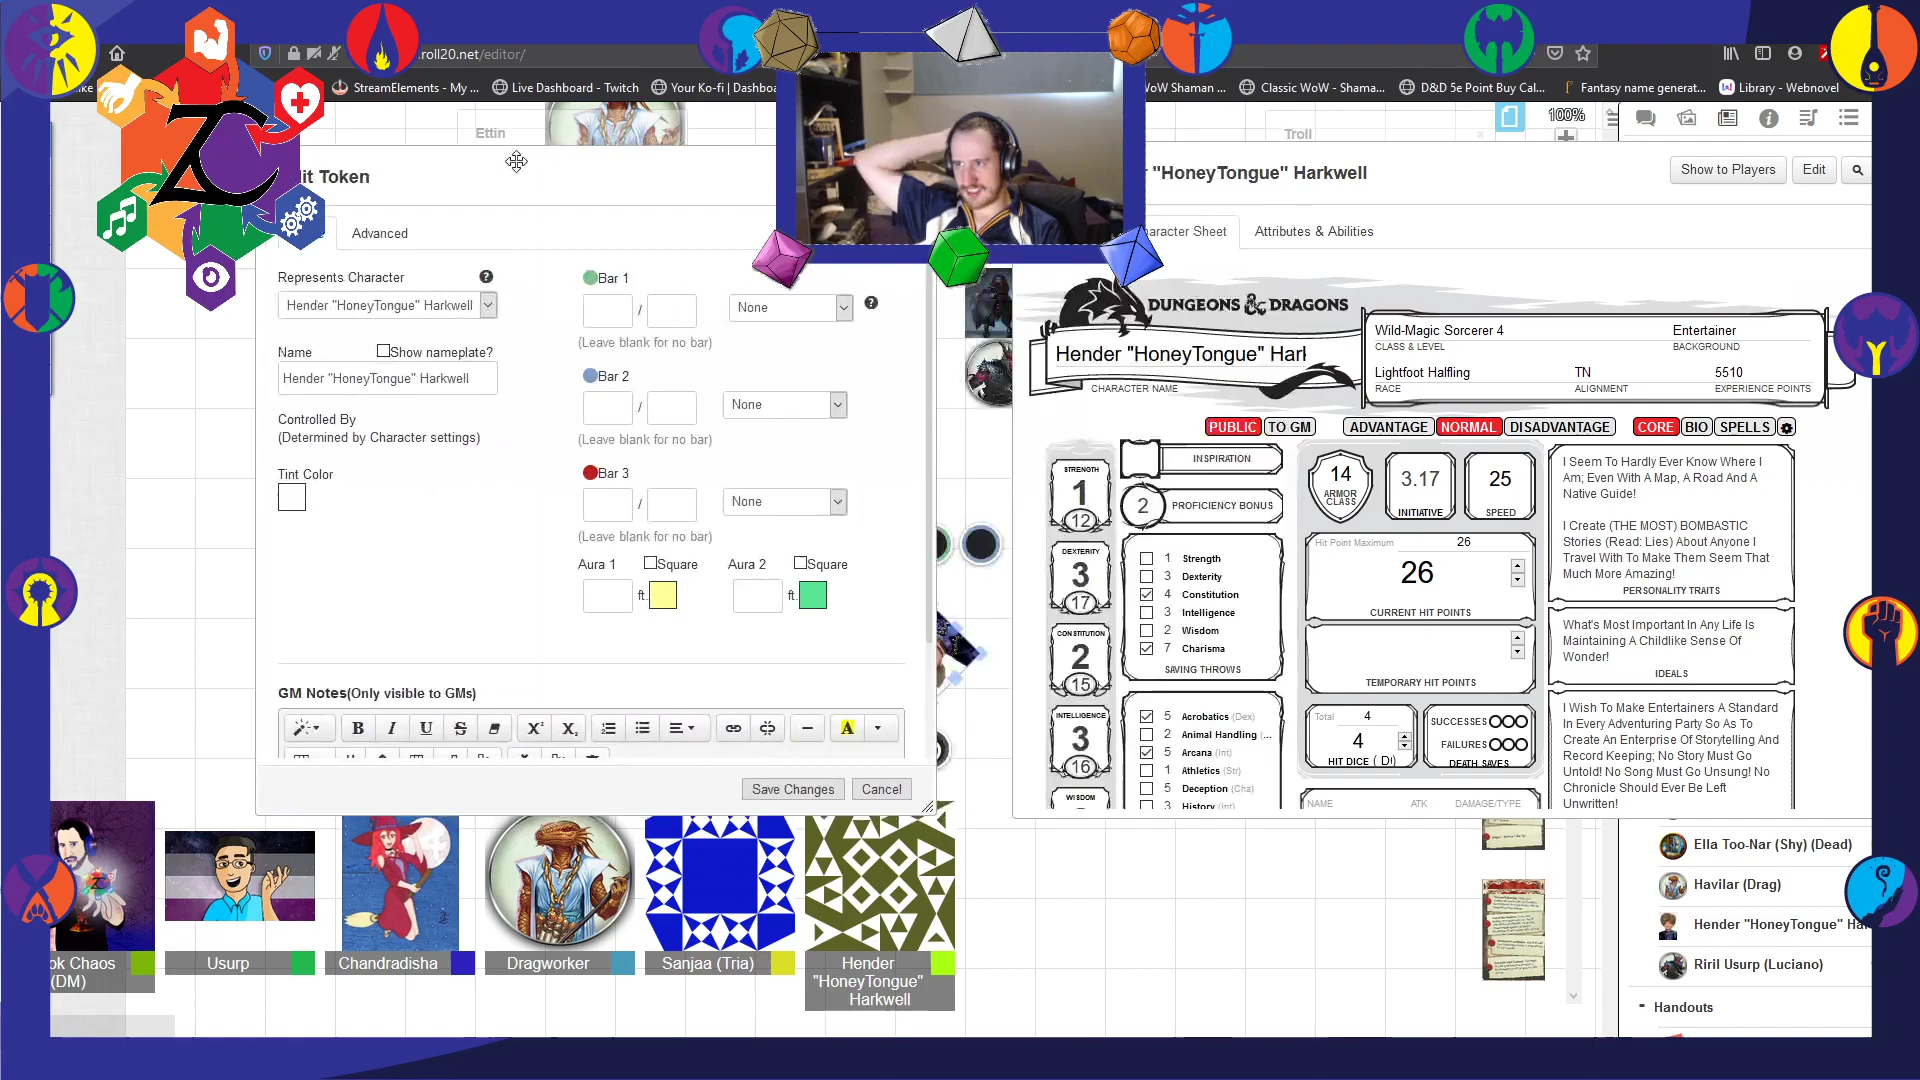 .roll20.net/editor/
StreamElements - My ...
Live Dashboard - Twitch
Your Ko-fi | Dashboa
WoW Shaman ...
Classic WoW - Shama...
D&D 5e Point Buy Cal...
Fantasy name generat...
Library - Webnovel
Ettin
Troll
100%
ZC
it Token
"HoneyTongue" Harkwell
Show to Players
Edit
Advanced
aracter Sheet
Attributes & Abilities
Represents Character
Hender "HoneyTongue" Harkwell
Name
Show nameplate?
Hender "HoneyTongue" Harkwell
Controlled By
(Determined by Character settings)
Tint Color
Bar 1
/
None
(Leave blank for no bar)
Bar 2
/
None
(Leave blank for no bar)
Bar 3
/
None
(Leave blank for no bar)
Aura 1
Square
Aura 2
Square
ft.
ft.
GM Notes(Only visible to GMs)
B I U S X² X₂ A
Save Changes
Cancel
DUNGEONS & DRAGONS
Hender "HoneyTongue" Hark
CHARACTER NAME
Wild-Magic Sorcerer 4
CLASS & LEVEL
Entertainer
BACKGROUND
Lightfoot Halfling
RACE
TN
ALIGNMENT
5510
EXPERIENCE POINTS
PUBLIC
TO GM
ADVANTAGE
NORMAL
DISADVANTAGE
CORE
BIO
SPELLS
STRENGTH
1
12
DEXTERITY
3
17
CONSTITUTION
2
15
INTELLIGENCE
3
16
WISDOM
INSPIRATION
2
PROFICIENCY BONUS
1 Strength
3 Dexterity
4 Constitution
3 Intelligence
2 Wisdom
7 Charisma
SAVING THROWS
5 Acrobatics (Dex)
2 Animal Handling (...
5 Arcana (Int)
1 Athletics (Str)
5 Deception (Cha)
3 History (Int)
14
ARMOR
CLASS
3.17
INITIATIVE
25
SPEED
Hit Point Maximum
26
26
CURRENT HIT POINTS
TEMPORARY HIT POINTS
Total
4
4
HIT DICE
SUCCESSES
FAILURES
DEATH SAVES
NAME
ATK
DAMAGE/TYPE
I Seem To Hardly Ever Know Where I
Am; Even With A Map, A Road And A
Native Guide!
I Create (THE MOST) BOMBASTIC
Stories (Read: Lies) About Anyone I
Travel With To Make Them Seem That
Much More Amazing!
PERSONALITY TRAITS
What's Most Important In Any Life Is
Maintaining A Childlike Sense Of
Wonder!
IDEALS
I Wish To Make Entertainers A Standard
In Every Adventuring Party So As To
Create An Enterprise Of Storytelling And
Record Keeping; No Story Must Go
Untold! No Song Must Go Unsung! No
Chronicle Should Ever Be Left
Unwritten!
ok Chaos
(DM)
Usurp
Chandradisha
Dragworker
Sanjaa (Tria)
Hender
"HoneyTongue"
Harkwell
Ella Too-Nar (Shy) (Dead)
Havilar (Drag)
Hender "HoneyTongue" Ha
Riril Usurp (Luciano)
Handouts